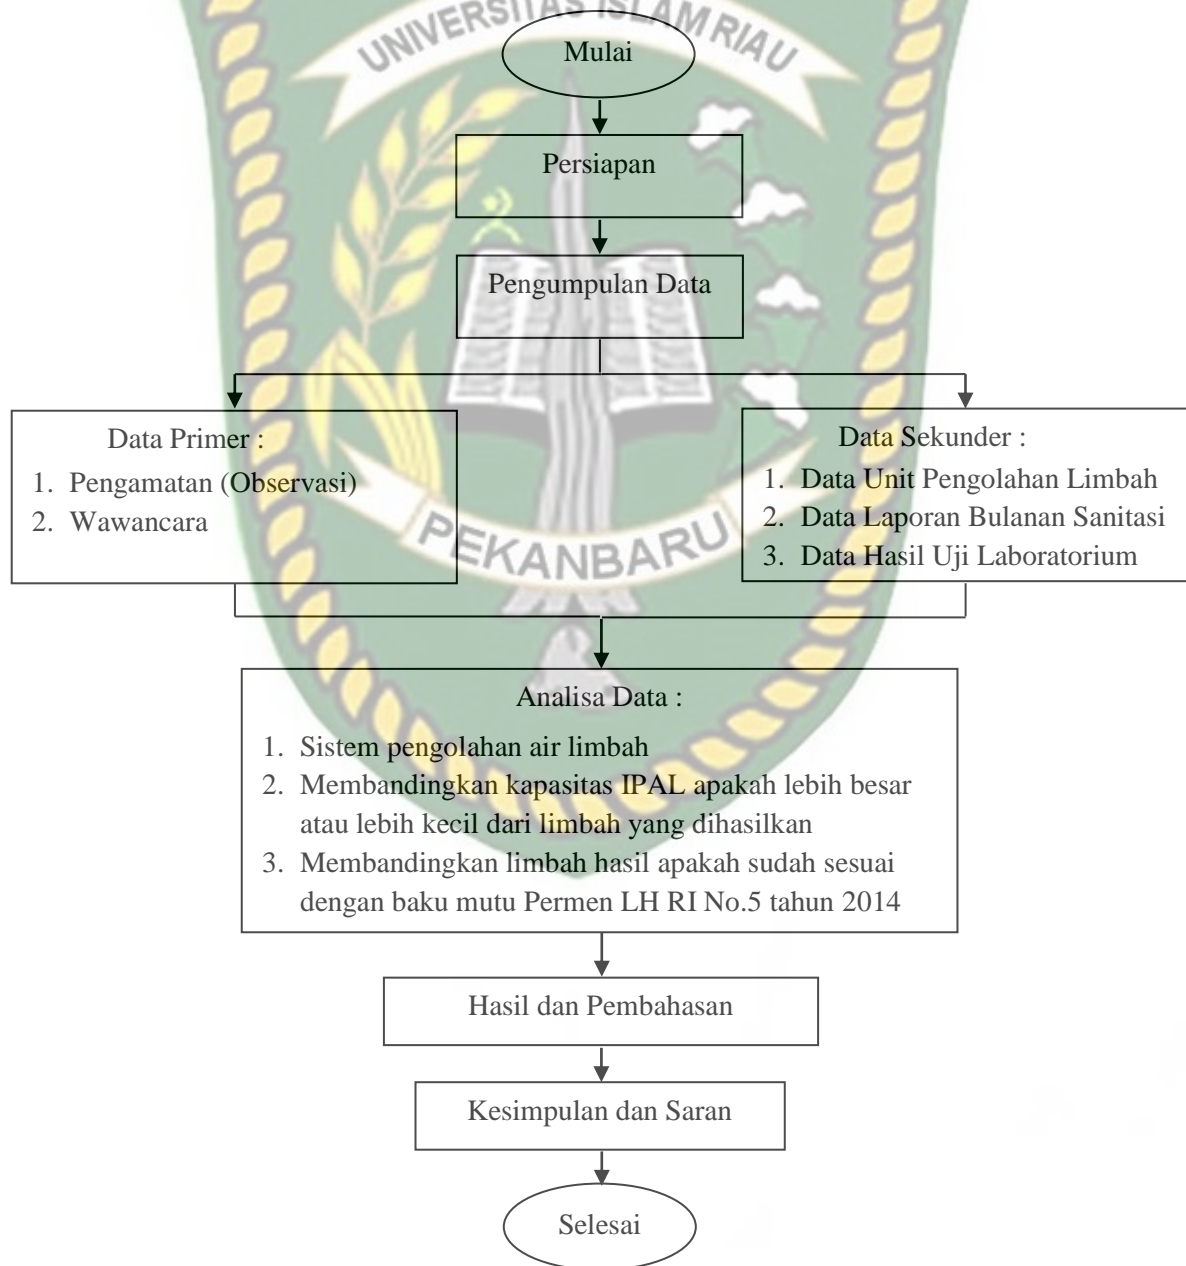 UNIVERSITAS ISLAM RIAU
Mulai
Persiapan
Pengumpulan Data
Data Primer :
1. Pengamatan (Observasi)
2. Wawancara
Data Sekunder :
1. Data Unit Pengolahan Limbah
2. Data Laporan Bulanan Sanitasi
3. Data Hasil Uji Laboratorium
PEKANBARU
Analisa Data :
1. Sistem pengolahan air limbah
2. Membandingkan kapasitas IPAL apakah lebih besar
atau lebih kecil dari limbah yang dihasilkan
3. Membandingkan limbah hasil apakah sudah sesuai
dengan baku mutu Permen LH RI No.5 tahun 2014
Hasil dan Pembahasan
Kesimpulan dan Saran
Selesai